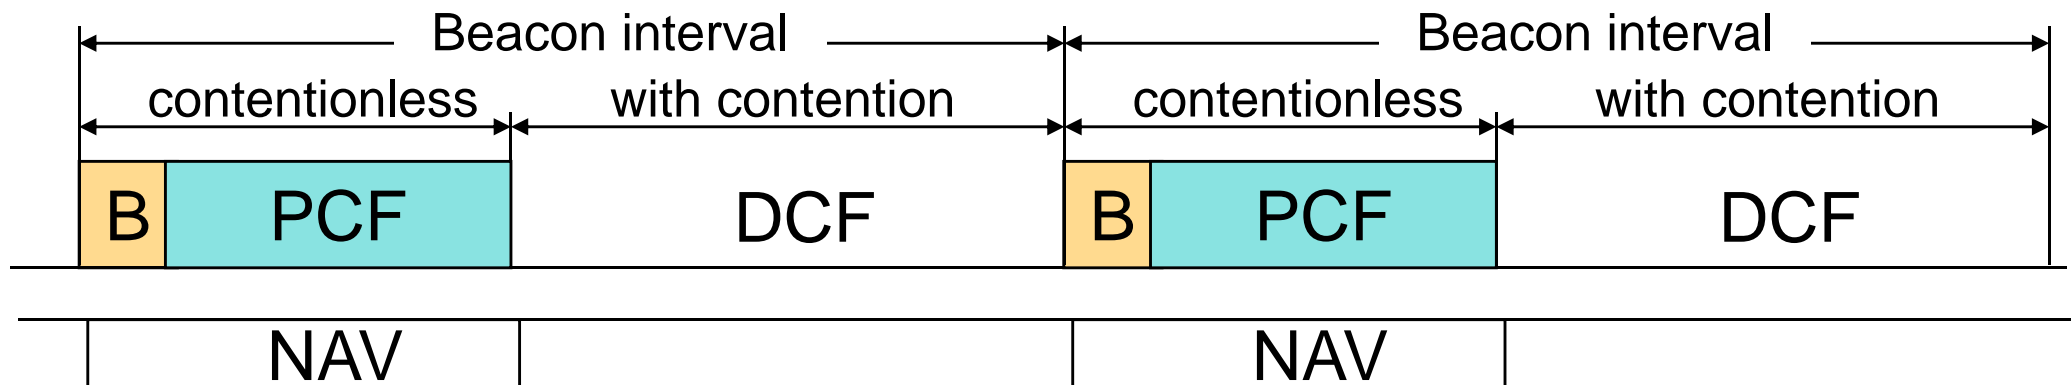 Beacon interval Beacon interval
contentionless with contention contentionless with contention
B PCF DCF B PCF DCF
NAV NAV